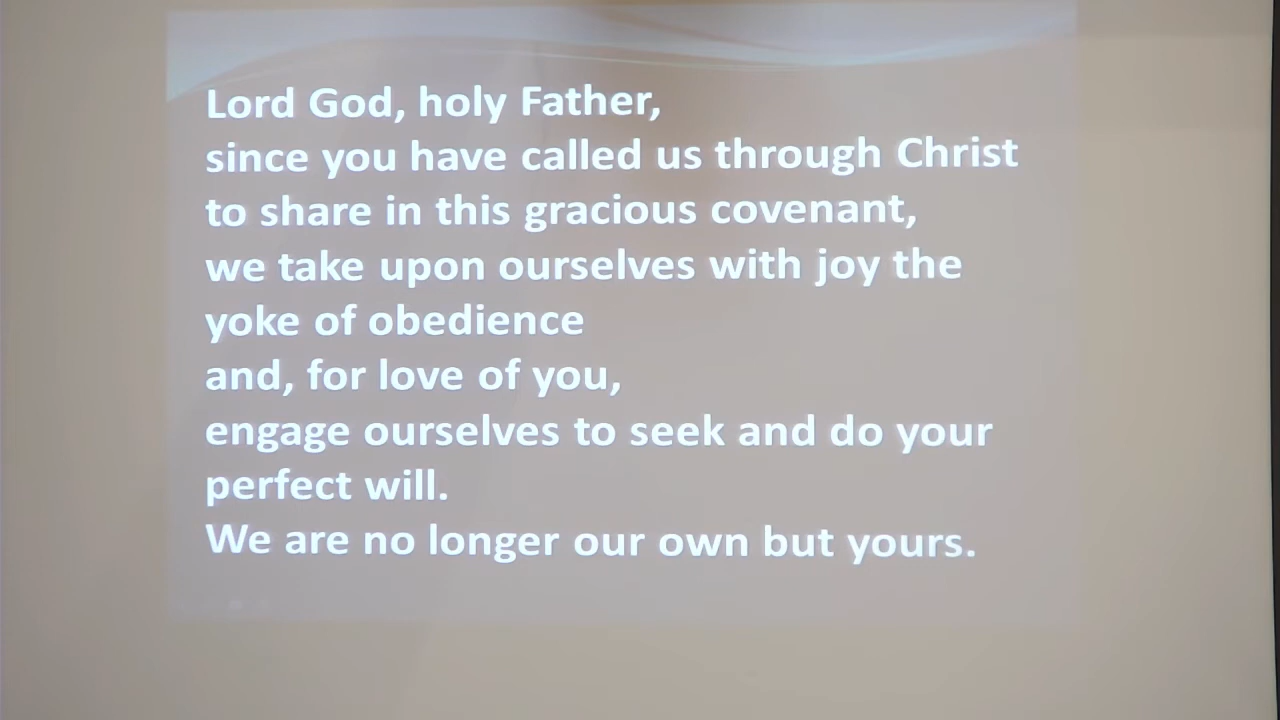 Lord God, holy Father,
since you have called us through Christ
to share in this gracious covenant,
we take upon ourselves with joy the
yoke of obedience
and, for love of you,
engage ourselves to seek and do your
perfect will.
We are no longer our own but yours.